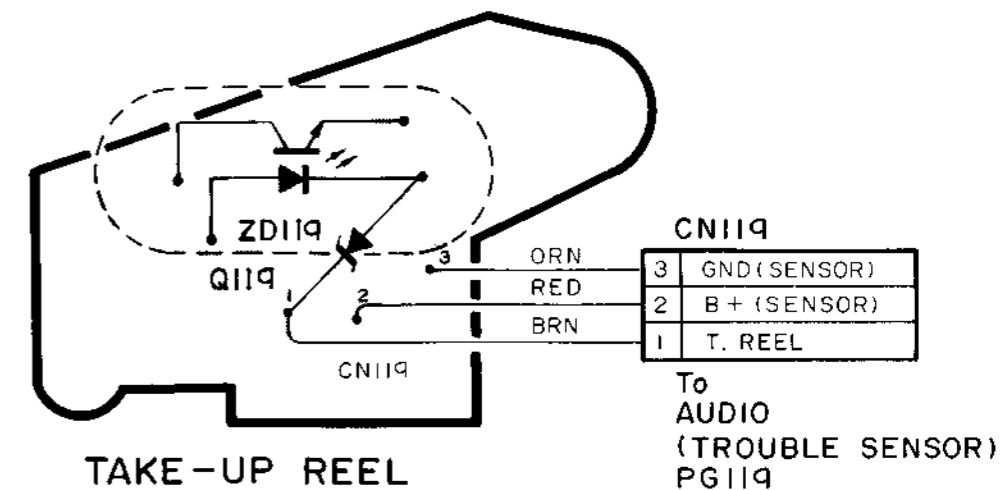 ZD119
Q119
3
1
2
CN119
ORN
RED
BRN
CN119
3 GND (SENSOR)
2 B+ (SENSOR)
1 T. REEL
To
AUDIO
(TROUBLE SENSOR)
PG119
TAKE-UP REEL